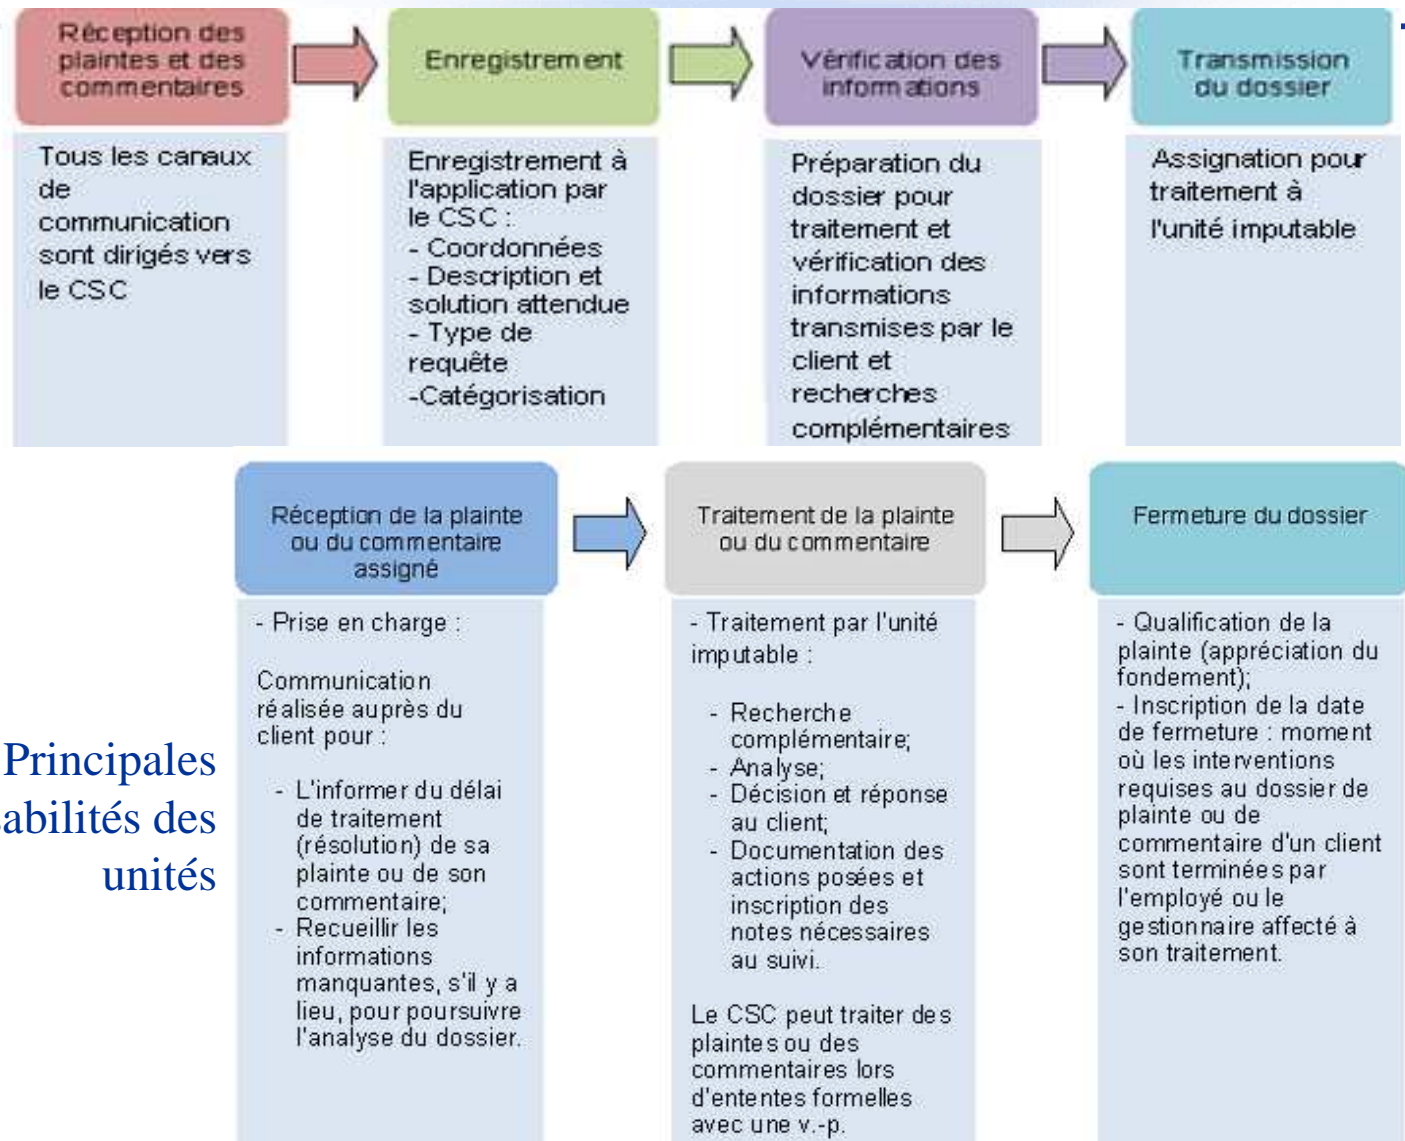 Réception des
plaintes et des
commentaires
Enregistrement
Vérification des
informations
Transmission
du dossier
Tous les canaux
de
communication
sont dirigés vers
le CSC
Enregistrement à
l'application par
le CSC :
- Coordonnées
- Description et
solution attendue
- Type de
requête
-Catégorisation
Préparation du
dossier pour
traitement et
vérification des
informations
transmises par le
client et
recherches
complémentaires
Assignation pour
traitement à
l'unité imputable
Principales
abilités des
unités
Réception de la plainte
ou du commentaire
assigné
Traitement de la plainte
ou du commentaire
Fermeture du dossier
- Prise en charge :
Communication
réalisée auprès du
client pour :
- L'informer du délai
de traitement
(résolution) de sa
plainte ou de son
commentaire;
- Recueillir les
informations
manquantes, s'il y a
lieu, pour poursuivre
l'analyse du dossier.
- Traitement par l'unité
imputable :
- Recherche
complémentaire;
- Analyse;
- Décision et réponse
au client;
- Documentation des
actions posées et
inscription des
notes nécessaires
au suivi.
Le CSC peut traiter des
plaintes ou des
commentaires lors
d'ententes formelles
avec une v.-p.
- Qualification de la
plainte (appréciation du
fondement);
- Inscription de la date
de fermeture : moment
où les interventions
requises au dossier de
plainte ou de
commentaire d'un client
sont terminées par
l'employé ou le
gestionnaire affecté à
son traitement.